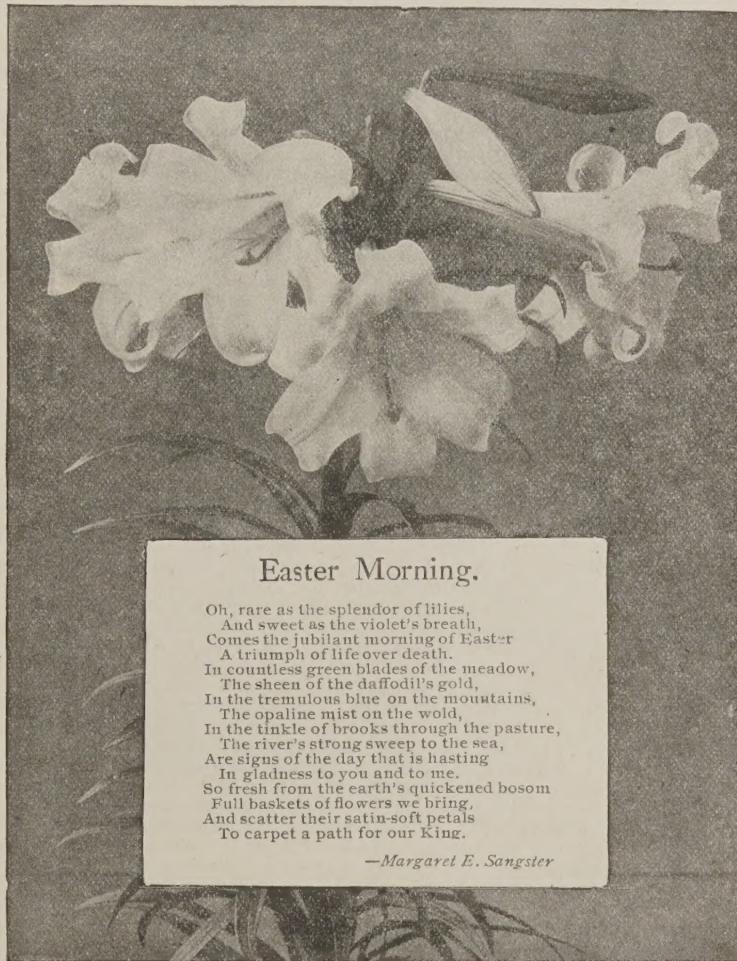 Easter Morning.
Oh, rare as the splendor of lilies,
And sweet as the violet's breath,
Comes the jubilant morning of Easter
A triumph of life over death.
In countless green blades of the meadow,
The sheen of the daffodil's gold,
In the tremulous blue on the mountains,
The opaline mist on the wold,
In the tinkle of brooks through the pasture,
The river's strong sweep to the sea,
Are signs of the day that is hasting
In gladness to you and to me.
So fresh from the earth's quickened bosom
Full baskets of flowers we bring,
And scatter their satin-soft petals
To carpet a path for our King.
—Margaret E. Sangster